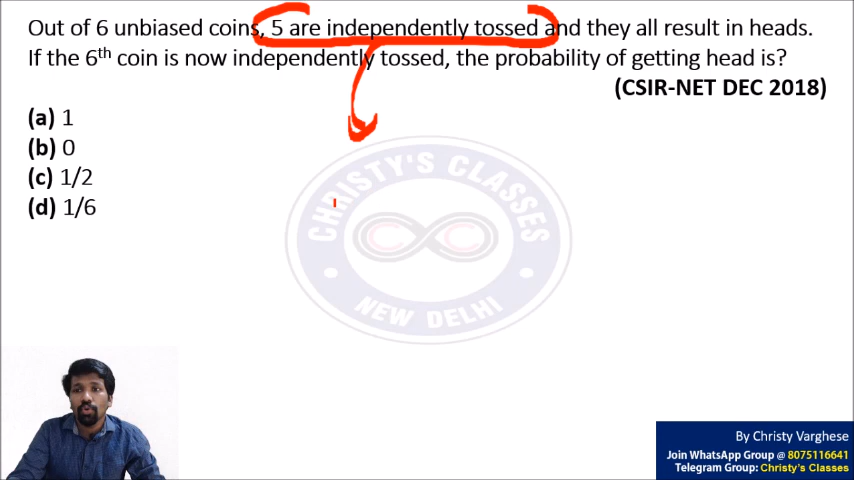 Out of 6 unbiased coins, 5 are independently tossed and they all result in heads.
If the 6th coin is now independently tossed, the probability of getting head is?
(CSIR-NET DEC 2018)
(a) 1
(b) 0
(c) 1/2
(d) 1/6
CHRISTY'S CLASSES
CC
NEW DELHI
By Christy Varghese
Join WhatsApp Group @ 8075116641
Telegram Group: Christy's Classes